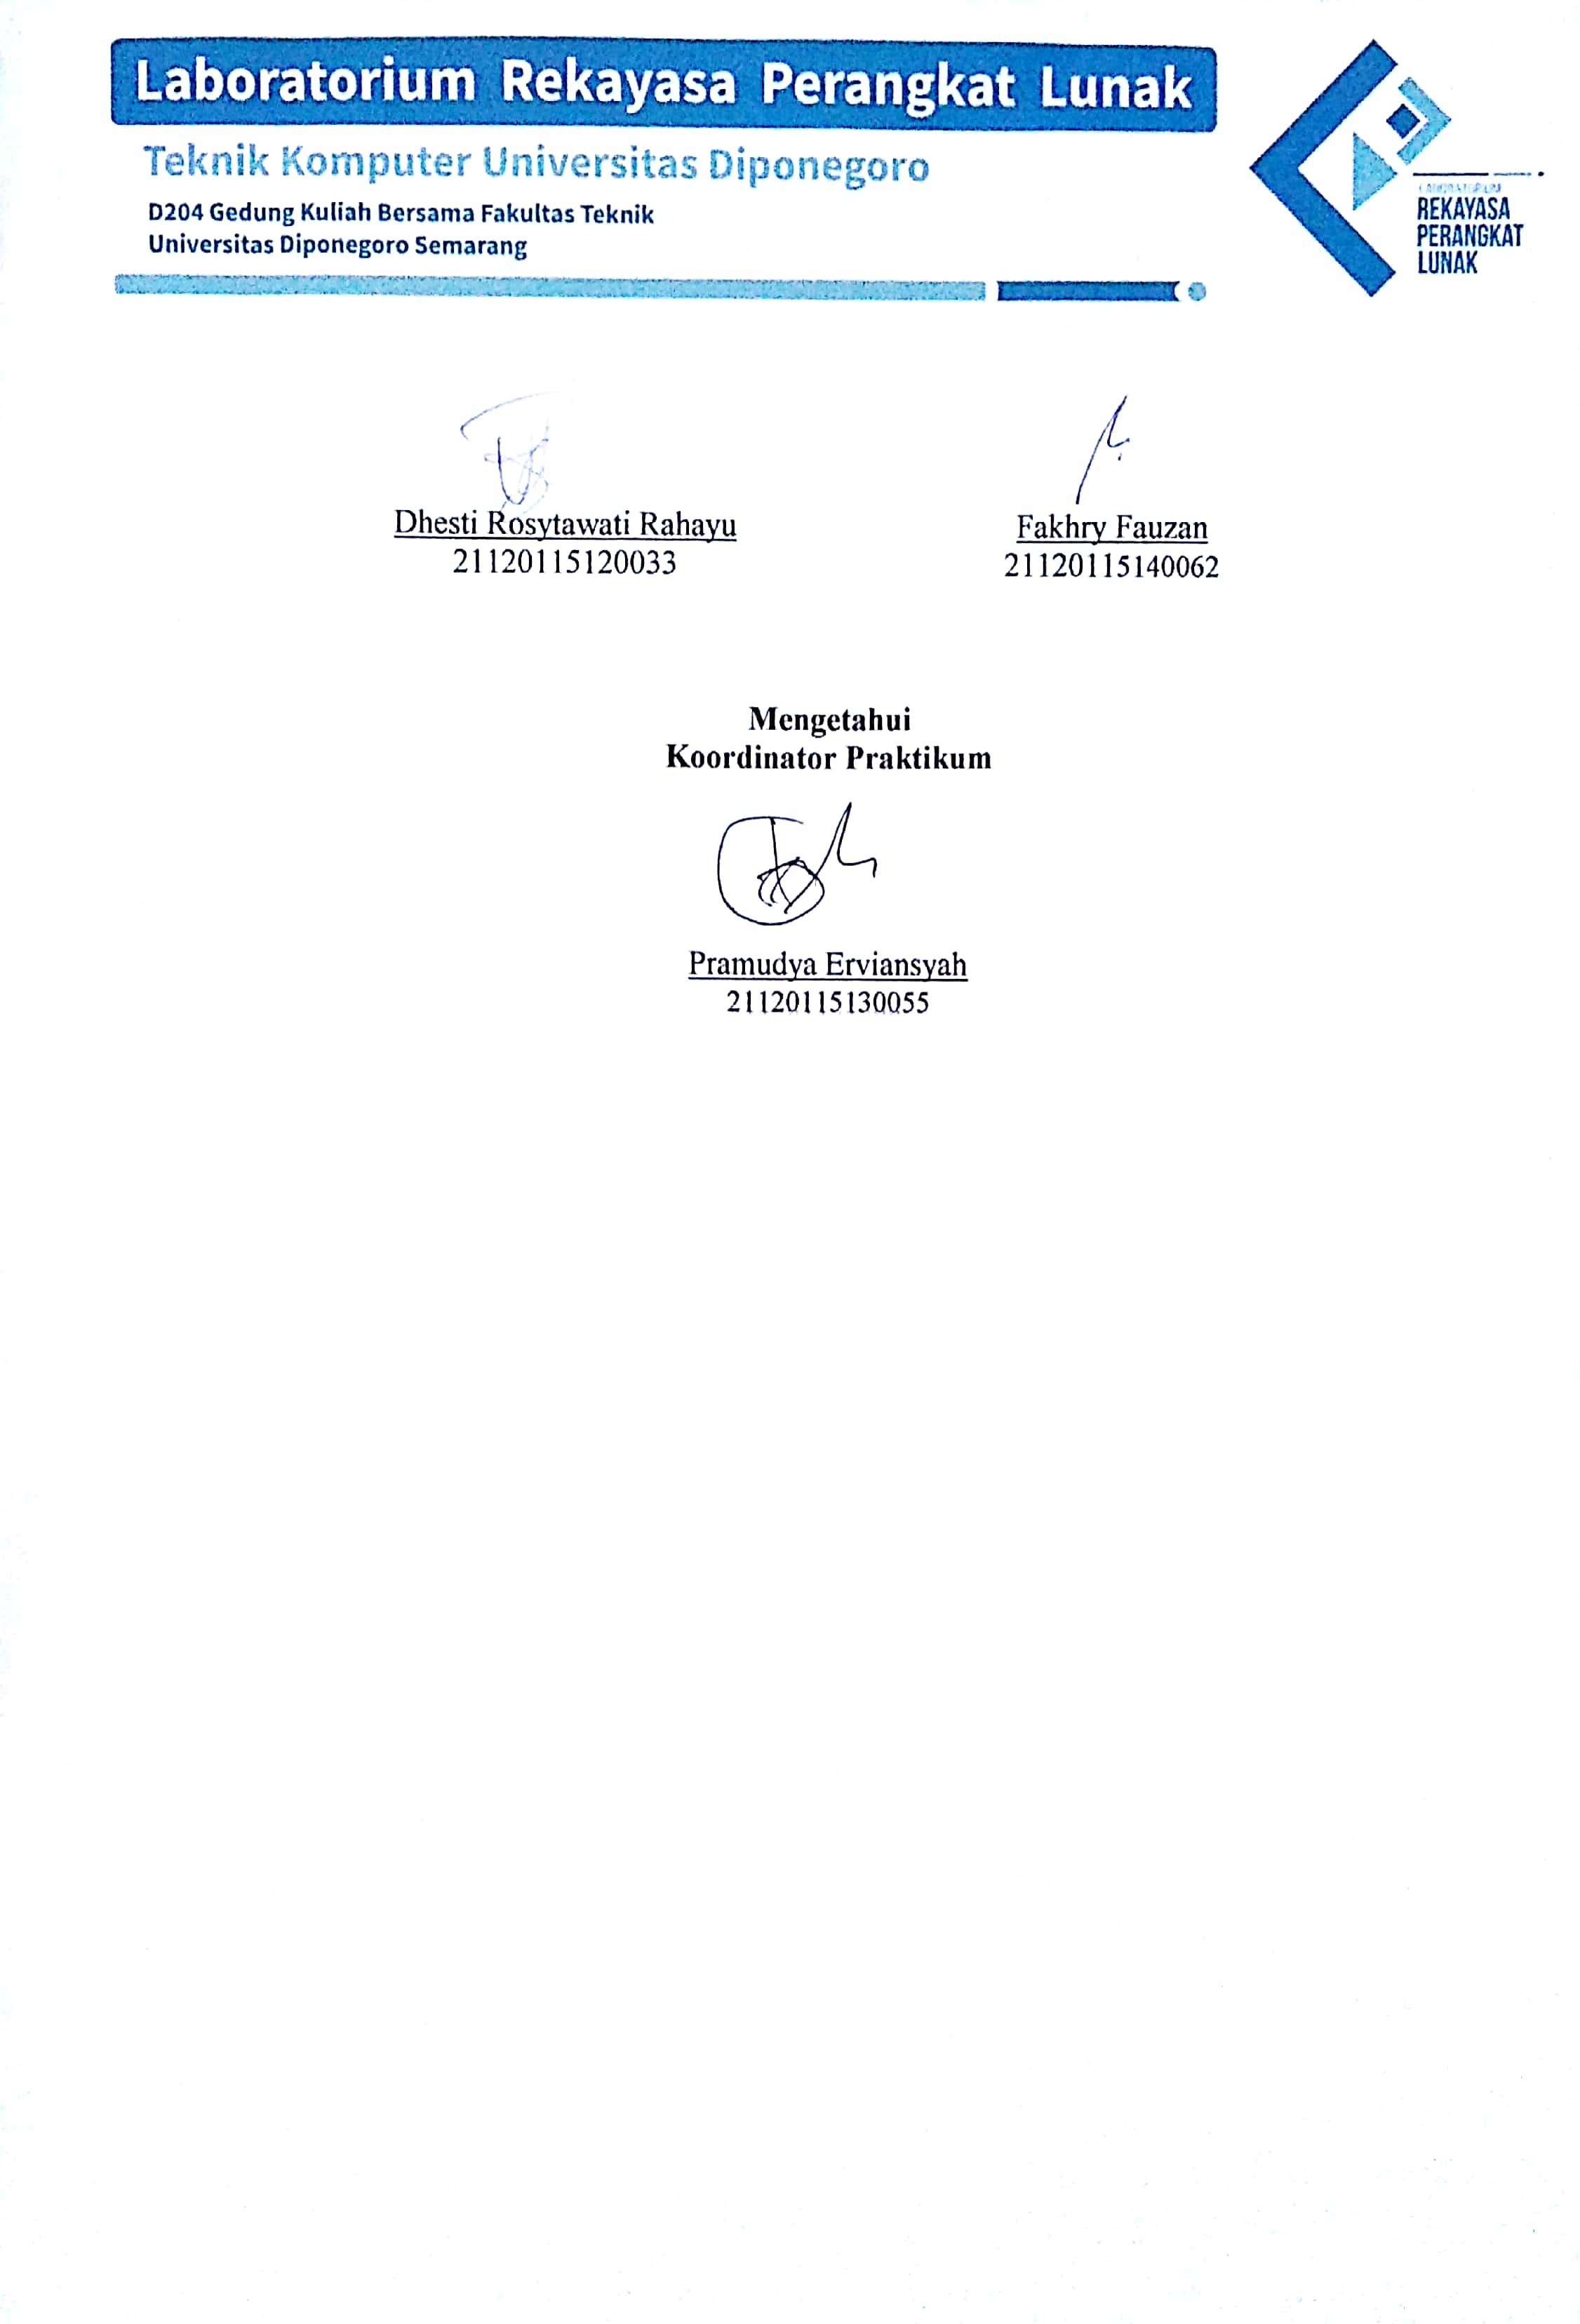 Laboratorium Rekayasa Perangkat Lunak
Teknik Komputer Universitas Diponegoro
D204 Gedung Kuliah Bersama Fakultas Teknik
Universitas Diponegoro Semarang
LABORATORIUM
REKAYASA
PERANGKAT
LUNAK
Dhesti Rosytawati Rahayu
21120115120033
Fakhry Fauzan
21120115140062
Mengetahui
Koordinator Praktikum
Pramudya Erviansyah
21120115130055